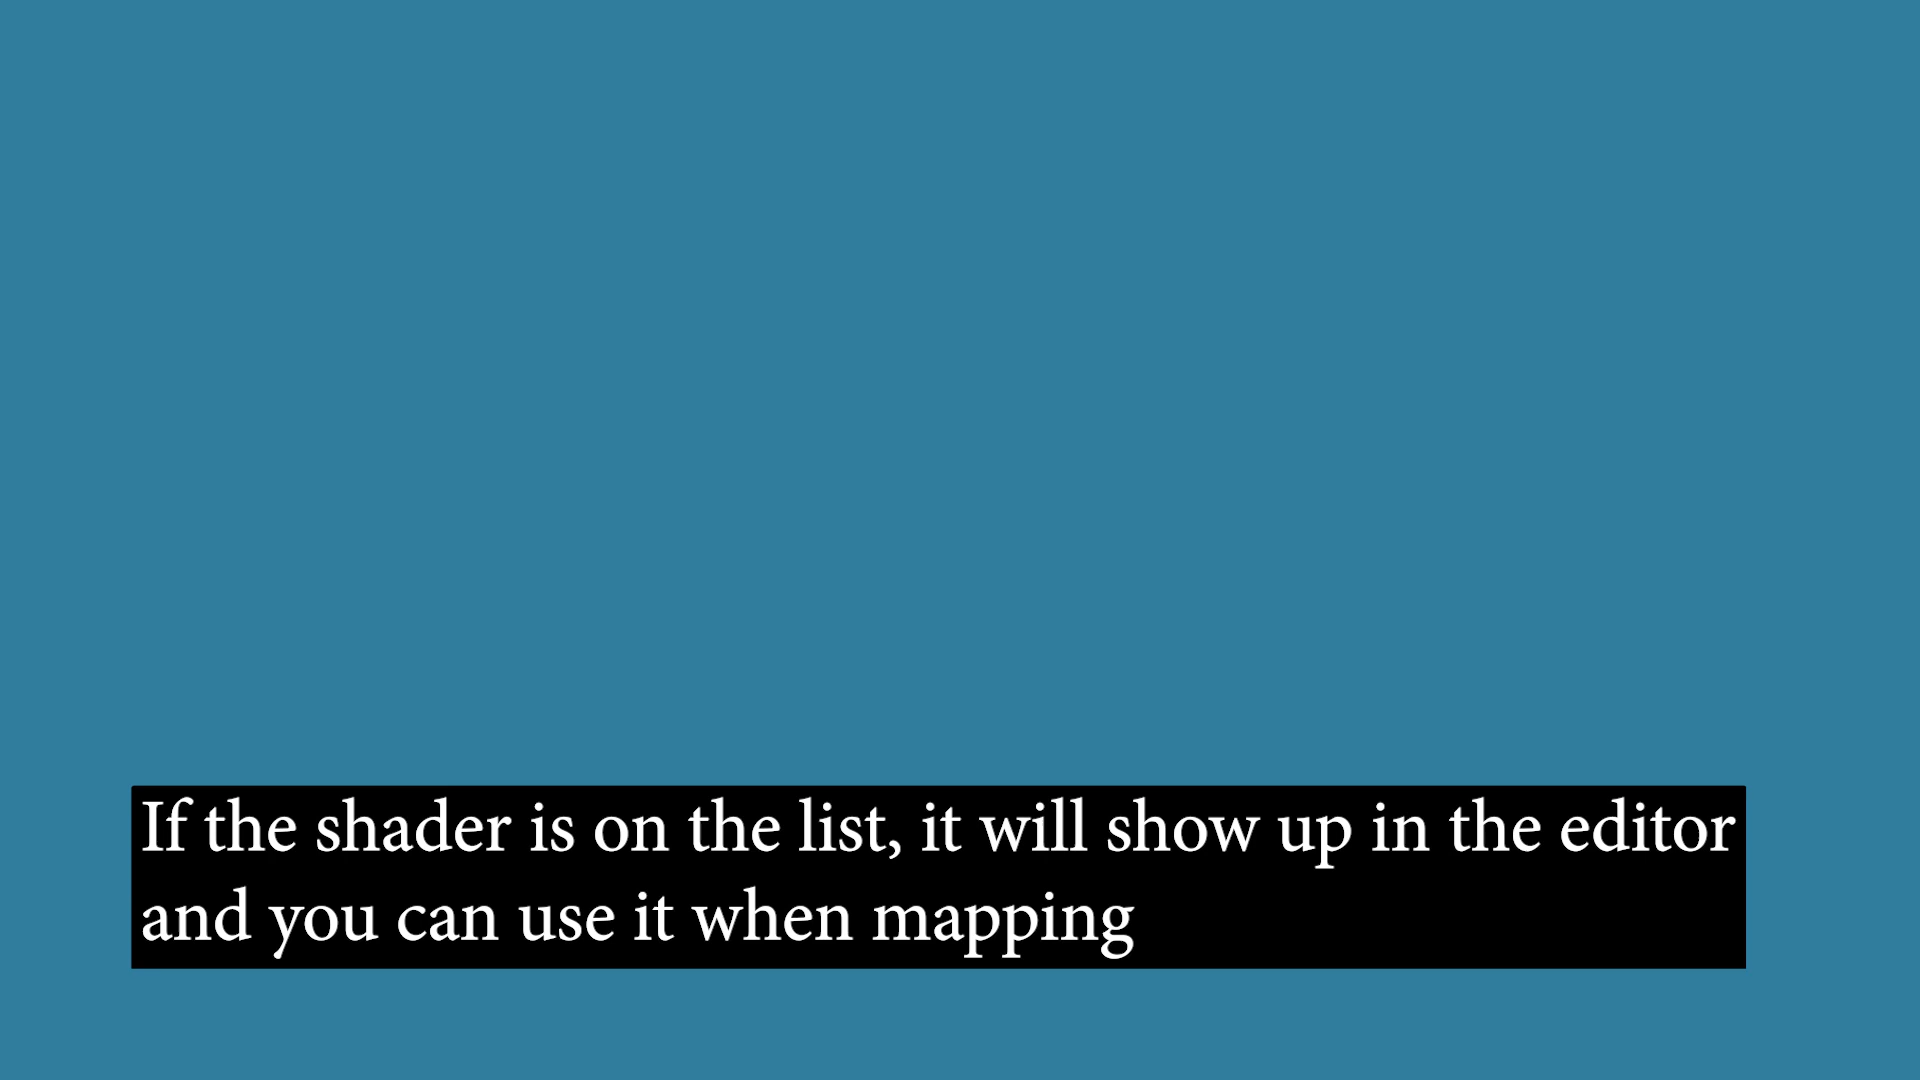 If the shader is on the list, it will show up in the editor
and you can use it when mapping